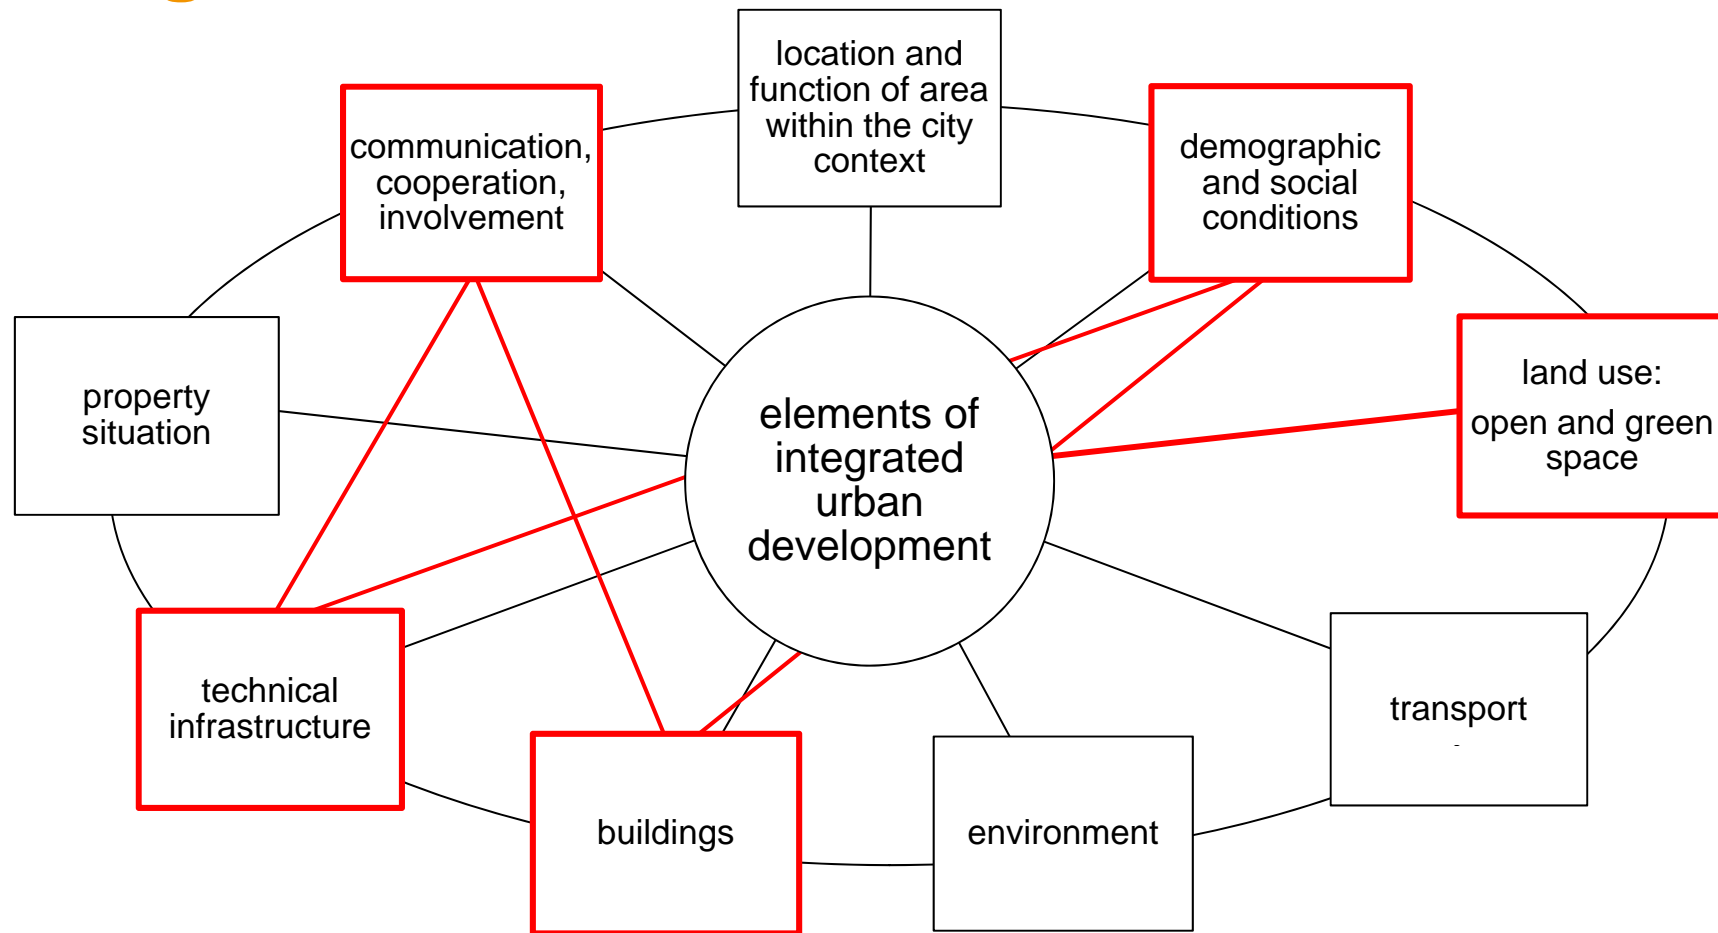 location and
function of area
within the city
context
communication,
cooperation,
involvement
demographic
and social
conditions
property
situation
land use:
open and green
space
elements of
integrated
urban
development
technical
infrastructure
transport
-
buildings
environment